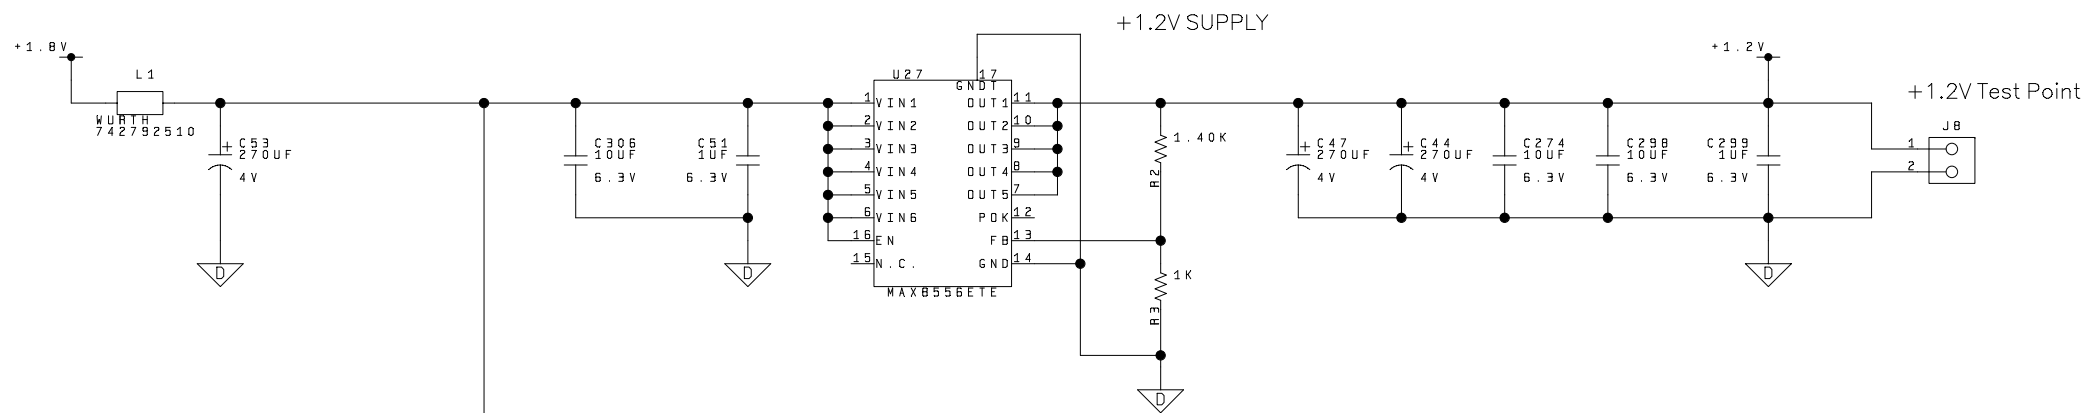 +1.2V SUPPLY
+1.8V
L1
WURTH
742792510
+ C53
270UF
4V
D
C306
10UF
6.3V
C51
1UF
6.3V
D
U27
17
GNDT
1 VIN1
2 VIN2
3 VIN3
4 VIN4
5 VIN5
6 VIN6
16 EN
15 N.C.
OUT1 11
OUT2 10
OUT3 9
OUT4 8
OUT5 7
POK 12
FB 13
GND 14
MAX8556ETE
1.40K
R2
1K
R3
D
+ C47
270UF
4V
+ C44
270UF
4V
C274
10UF
6.3V
C298
10UF
6.3V
C299
1UF
6.3V
+1.2V
D
+1.2V Test Point
J8
1
2